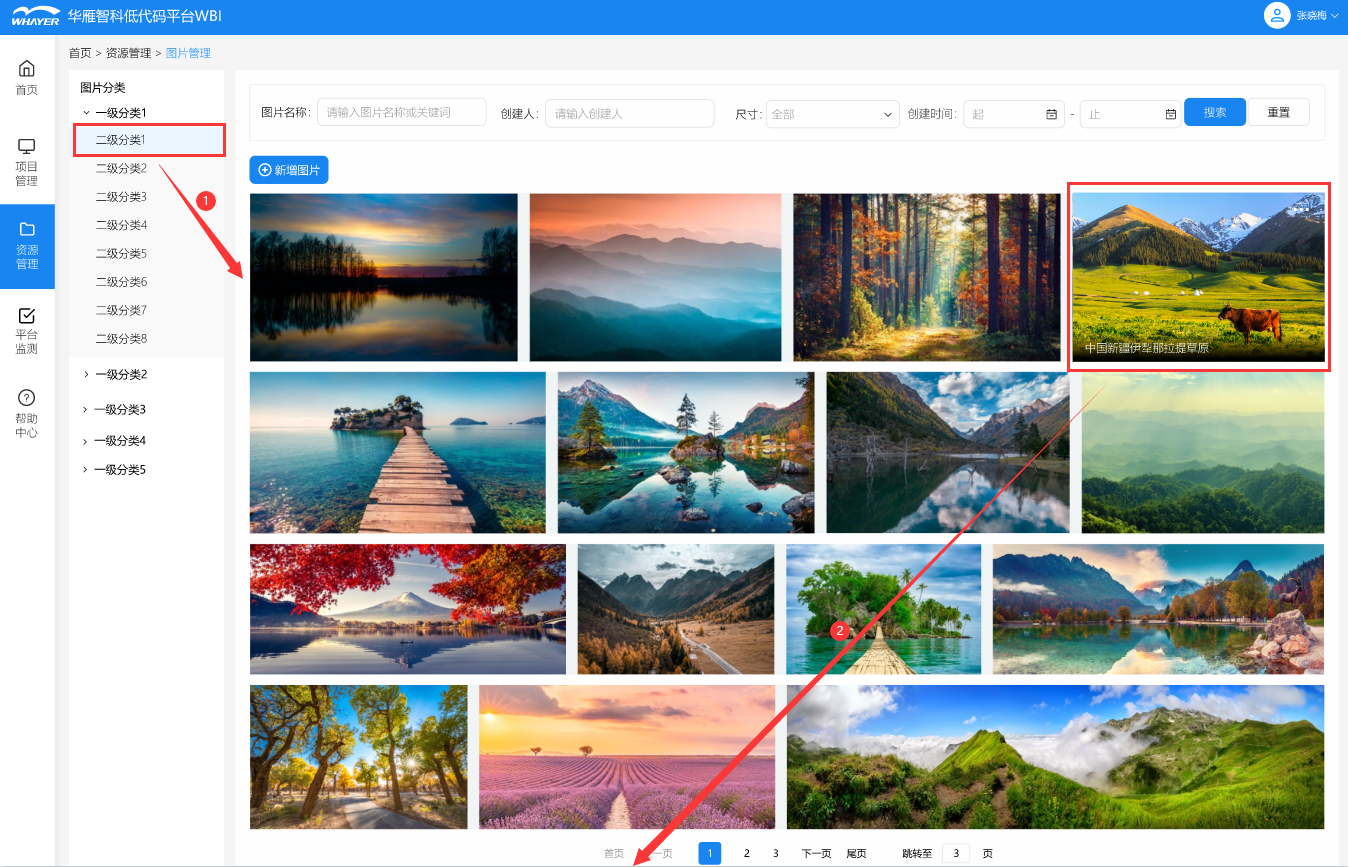 WHAYER 华雁智科低代码平台WBI
张晓梅
首页 > 资源管理 > 图片管理
首页
项目
管理
资源
管理
平台
监测
帮助
中心
图片分类
一级分类1
二级分类1
二级分类2
二级分类3
二级分类4
二级分类5
二级分类6
二级分类7
二级分类8
一级分类2
一级分类3
一级分类4
一级分类5
1
图片名称: 请输入图片名称或关键词 创建人: 请输入创建人 尺寸: 全部 创建时间: 起 - 止 搜索 重置
新增图片
中国新疆伊犁那拉提草原
2
首页 一页 1 2 3 下一页 尾页 跳转至 3 页